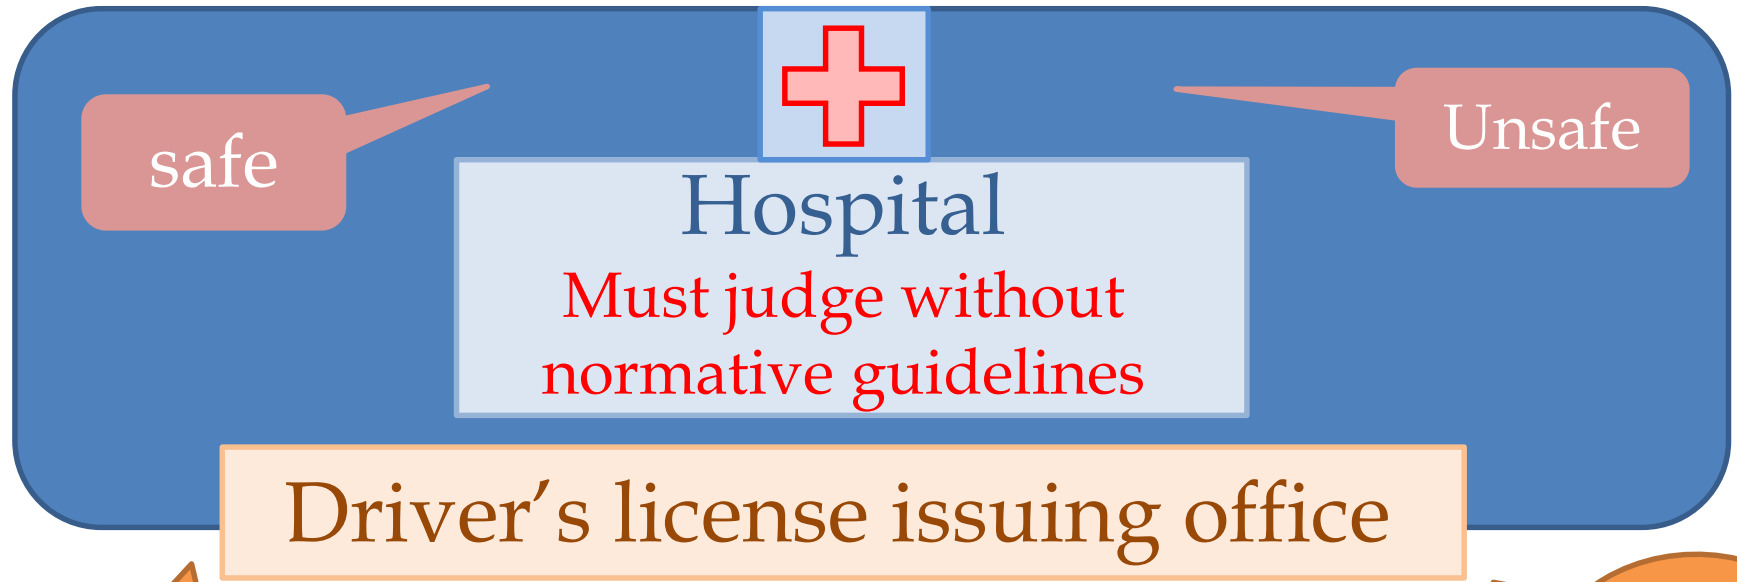 safe
Unsafe
Hospital
Must judge without
normative guidelines
Driver’s license issuing office